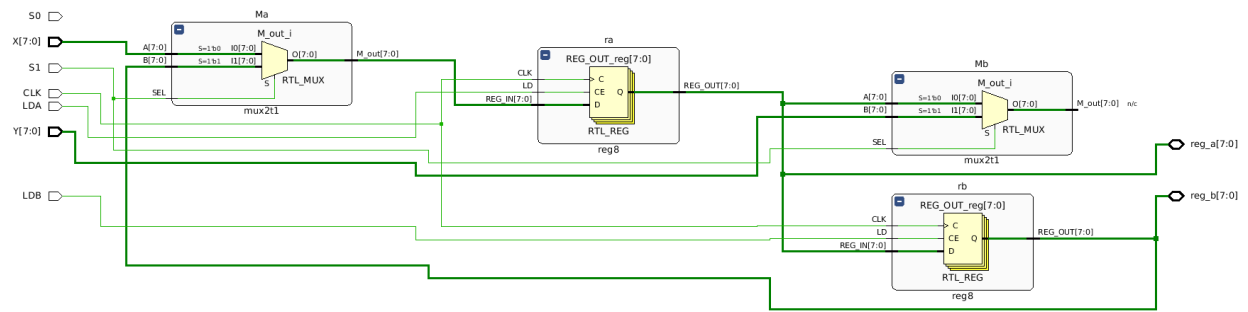 S0
X[7:0]
S1
CLK
LDA
Y[7:0]
LDB
Ma
M_out_i
A[7:0]
B[7:0]
S=1'b0
I0[7:0]
S=1'b1
I1[7:0]
O[7:0]
S
RTL_MUX
SEL
M_out[7:0]
mux2t1
ra
REG_OUT_reg[7:0]
CLK
LD
REG_IN[7:0]
C
CE
D
Q
RTL_REG
REG_OUT[7:0]
reg8
Mb
M_out_i
A[7:0]
B[7:0]
S=1'b0
I0[7:0]
S=1'b1
I1[7:0]
O[7:0]
S
RTL_MUX
SEL
M_out[7:0]
n/c
mux2t1
rb
REG_OUT_reg[7:0]
CLK
LD
REG_IN[7:0]
C
CE
D
Q
RTL_REG
REG_OUT[7:0]
reg8
reg_a[7:0]
reg_b[7:0]